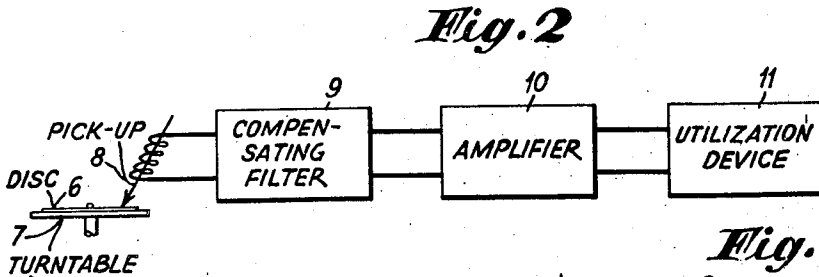 Fig. 2
PICK-UP
8
DISC 6
7
TURNTABLE
9
COMPEN-
SATING
FILTER
10
AMPLIFIER
11
UTILIZATION
DEVICE
Fig.